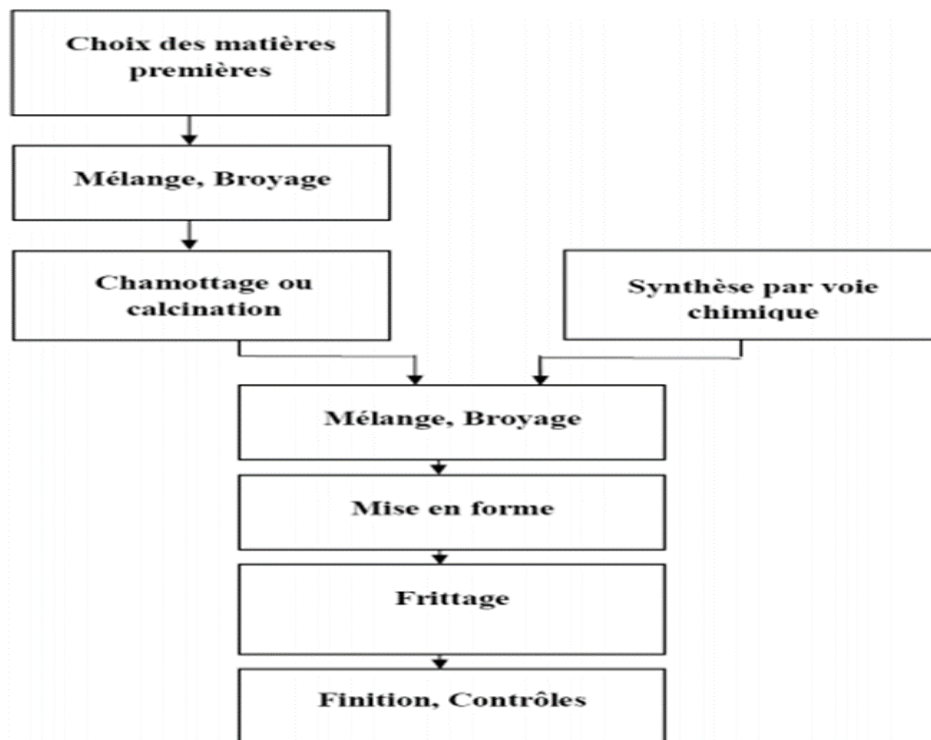 Choix des matières
premières
Mélange, Broyage
Chamottage ou
calcination
Synthèse par voie
chimique
Mélange, Broyage
Mise en forme
Frittage
Finition, Contrôles